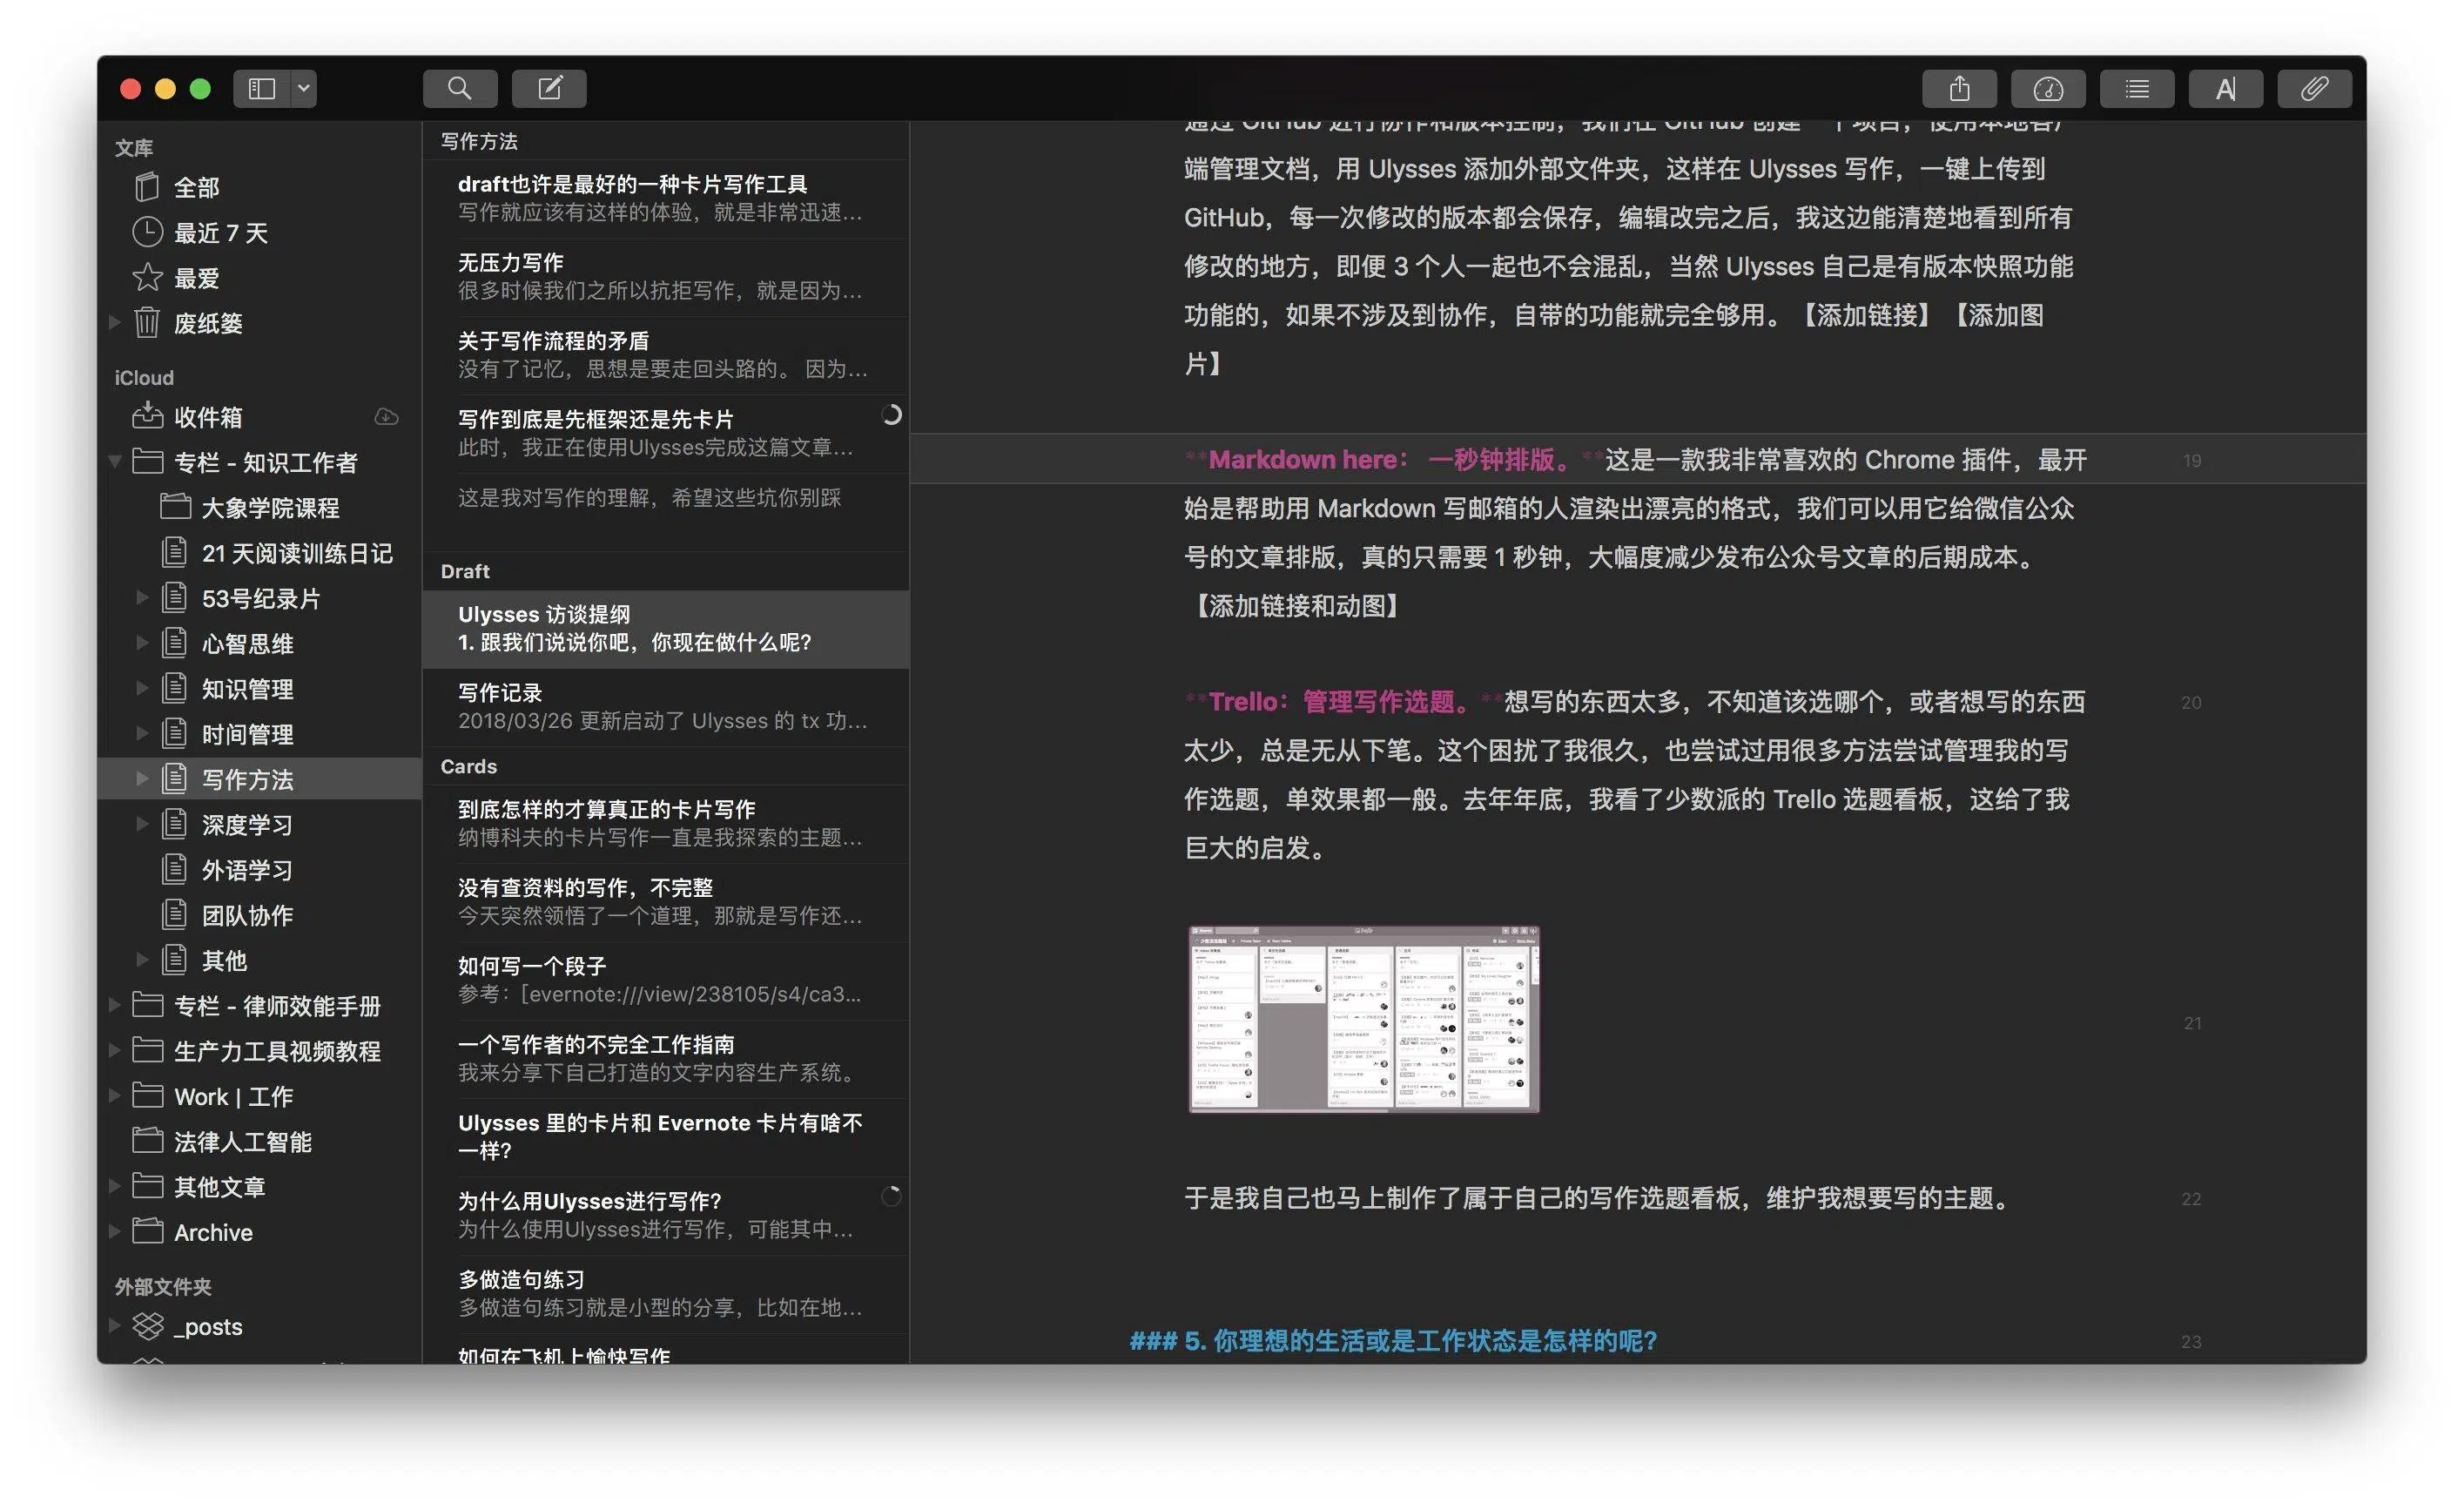 文库
全部
最近 7 天
最爱
废纸篓
iCloud
收件箱
专栏 - 知识工作者
大象学院课程
21 天阅读训练日记
53号纪录片
心智思维
知识管理
时间管理
写作方法
深度学习
外语学习
团队协作
其他
专栏 - 律师效能手册
生产力工具视频教程
Work | 工作
法律人工智能
其他文章
Archive
外部文件夹
_posts
写作方法
draft也许是最好的一种卡片写作工具
写作就应该有这样的体验，就是非常迅速...
无压力写作
很多时候我们之所以抗拒写作，就是因为...
关于写作流程的矛盾
没有了记忆，思想是要走回头路的。 因为...
写作到底是先框架还是先卡片
此时，我正在使用Ulysses完成这篇文章...
这是我对写作的理解，希望这些坑你别踩
Draft
Ulysses 访谈提纲
1. 跟我们说说你吧，你现在做什么呢？
写作记录
2018/03/26 更新启动了 Ulysses 的 tx 功...
Cards
到底怎样的才算真正的卡片写作
纳博科夫的卡片写作一直是我探索的主题...
没有查资料的写作，不完整
今天突然领悟了一个道理，那就是写作还...
如何写一个段子
参考：[evernote:///view/238105/s4/ca3...
一个写作者的不完全工作指南
我来分享下自己打造的文字内容生产系统。
Ulysses 里的卡片和 Evernote 卡片有啥不
一样？
为什么用Ulysses进行写作？
为什么使用Ulysses进行写作，可能其中...
多做造句练习
多做造句练习就是小型的分享，比如在地...
如何在飞机上愉快写作
通过 GitHub 进行协作和版本控制，我们在 GitHub 创建一个项目，使用本地客户
端管理文档，用 Ulysses 添加外部文件夹，这样在 Ulysses 写作，一键上传到
GitHub，每一次修改的版本都会保存，编辑改完之后，我这边能清楚地看到所有
修改的地方，即便 3 个人一起也不会混乱，当然 Ulysses 自己是有版本快照功能
功能的，如果不涉及到协作，自带的功能就完全够用。【添加链接】【添加图
片】
**Markdown here： 一秒钟排版。**这是一款我非常喜欢的 Chrome 插件，最开
19
始是帮助用 Markdown 写邮箱的人渲染出漂亮的格式，我们可以用它给微信公众
号的文章排版，真的只需要 1 秒钟，大幅度减少发布公众号文章的后期成本。
【添加链接和动图】
**Trello：管理写作选题。**想写的东西太多，不知道该选哪个，或者想写的东西
20
太少，总是无从下笔。这个困扰了我很久，也尝试过用很多方法尝试管理我的写
作选题，单效果都一般。去年年底，我看了少数派的 Trello 选题看板，这给了我
巨大的启发。
21
于是我自己也马上制作了属于自己的写作选题看板，维护我想要写的主题。
22
### 5. 你理想的生活或是工作状态是怎样的呢？
23